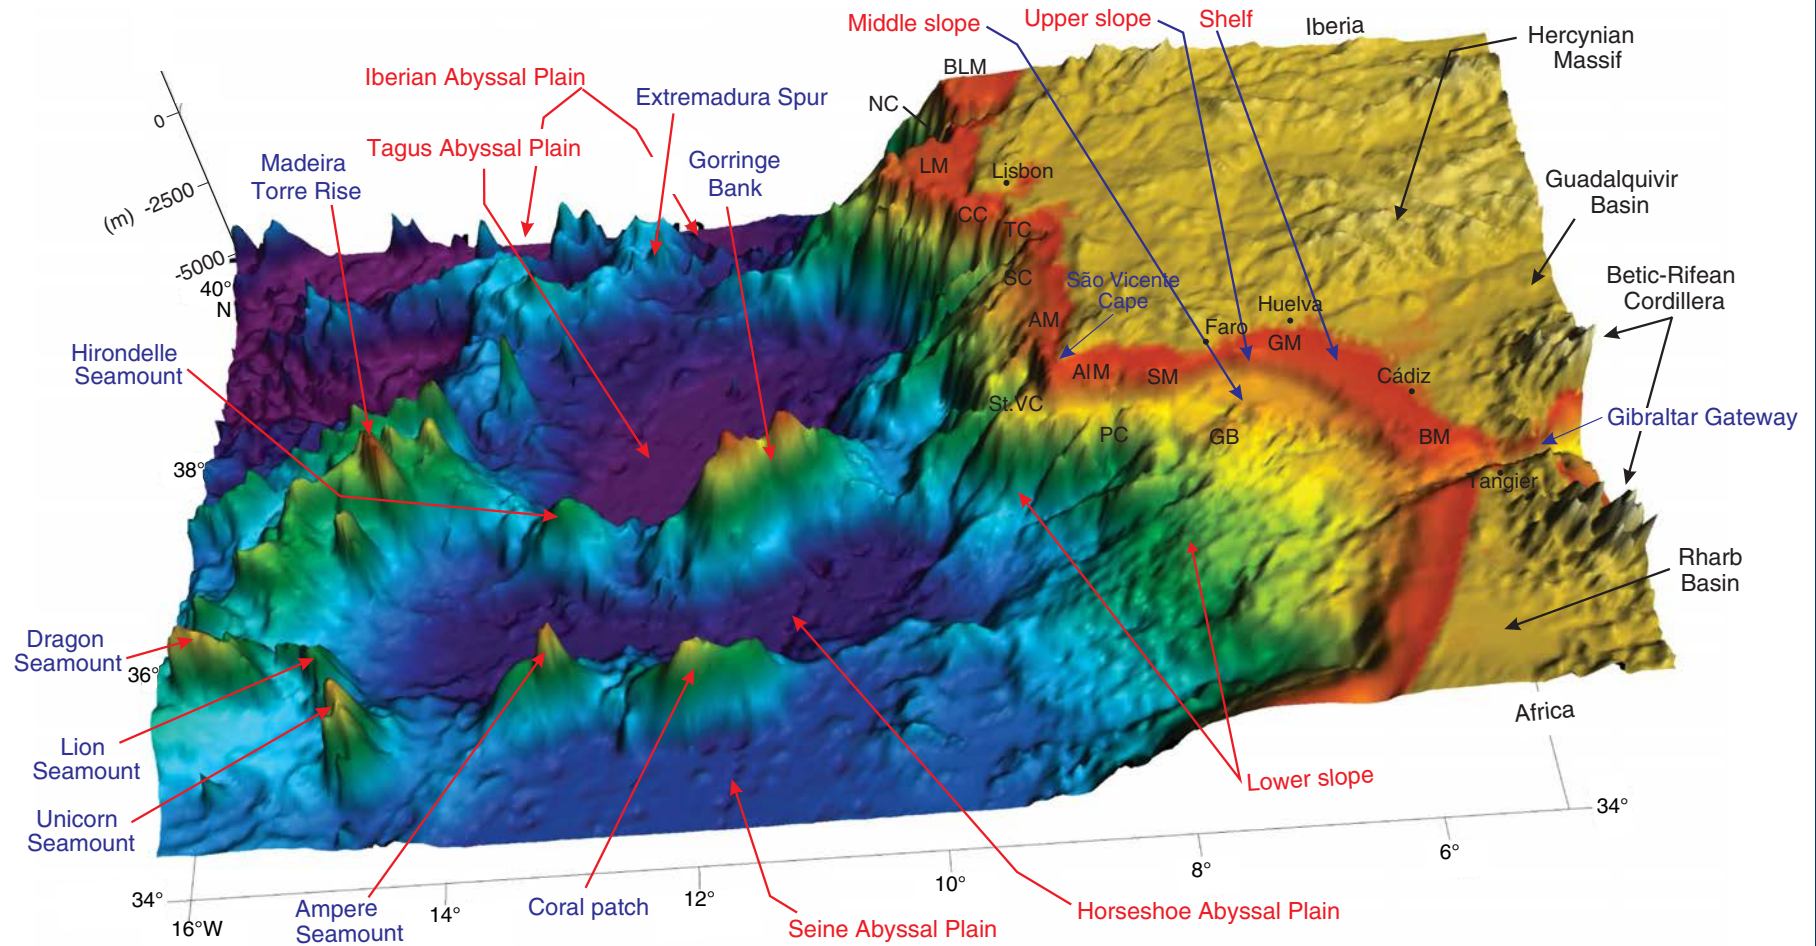 Middle slope
Upper slope
Shelf
Iberia
Hercynian
Massif
Iberian Abyssal Plain
Extremadura Spur
BLM
NC
0
Tagus Abyssal Plain
Gorringe
Bank
Madeira
Torre Rise
(m)
-2500
-5000
LM
Lisbon
Guadalquivir
Basin
CC
TC
SC
São Vicente
Cape
Betic-Rifean
Cordillera
40°
N
Huelva
AM
Faro
GM
Hirondelle
Seamount
AlM
SM
Cádiz
St.VC
Gibraltar Gateway
PC
GB
BM
38°
Tangier
Rharb
Basin
Dragon
Seamount
36°
Africa
Lion
Seamount
Lower slope
34°
Unicorn
Seamount
6°
8°
10°
12°
14°
34°
16°W
Ampere
Seamount
Coral patch
Seine Abyssal Plain
Horseshoe Abyssal Plain